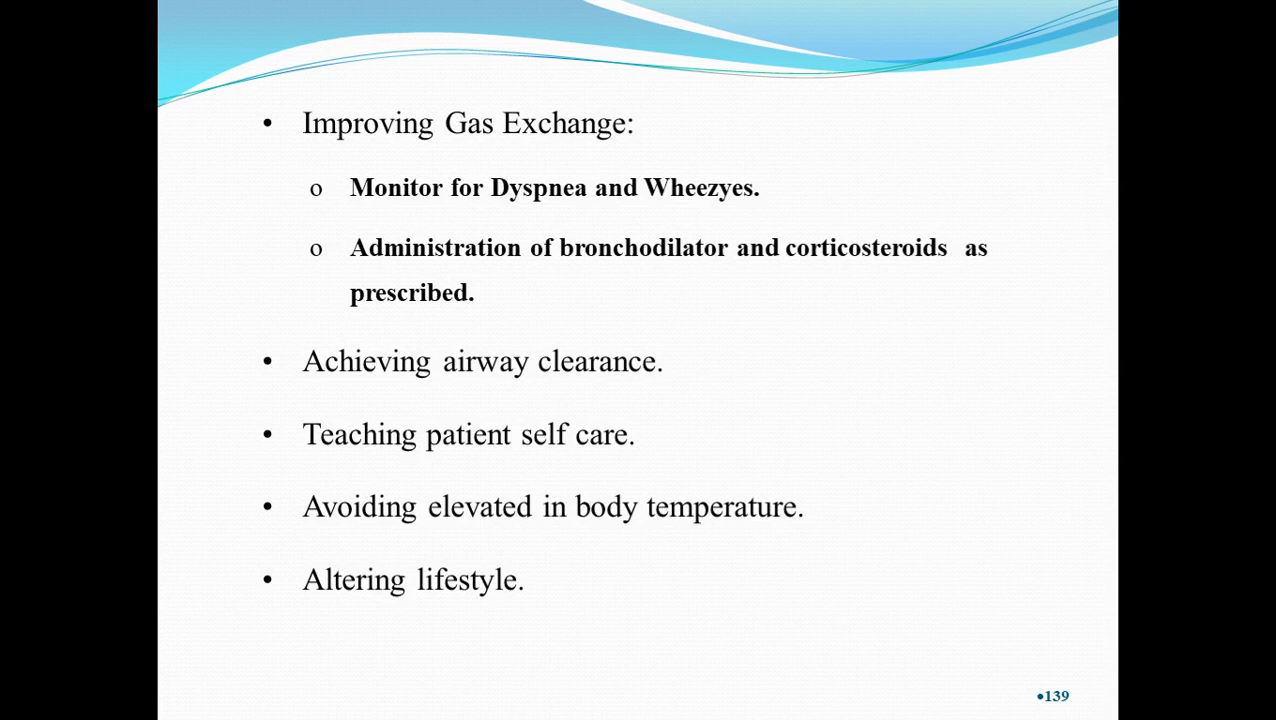 • Improving Gas Exchange:
o Monitor for Dyspnea and Wheezyes.
o Administration of bronchodilator and corticosteroids as
prescribed.
• Achieving airway clearance.
• Teaching patient self care.
• Avoiding elevated in body temperature.
• Altering lifestyle.
•139